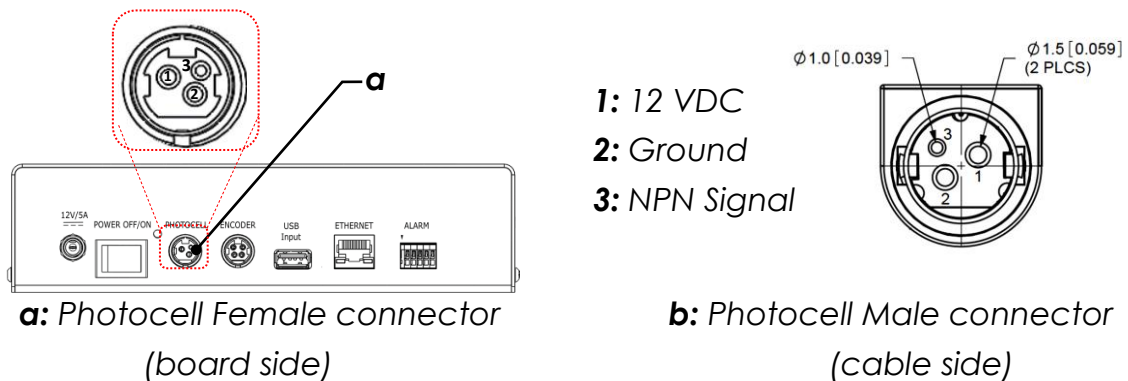 1
3
2
a
12V/5A
POWER OFF/ON
PHOTOCELL
ENCODER
USB
Input
ETHERNET
ALARM
a: Photocell Female connector
(board side)
1: 12 VDC
2: Ground
3: NPN Signal
Ø1.0[0.039]
Ø1.5[0.059]
(2 PLCS)
3
1
2
b: Photocell Male connector
(cable side)